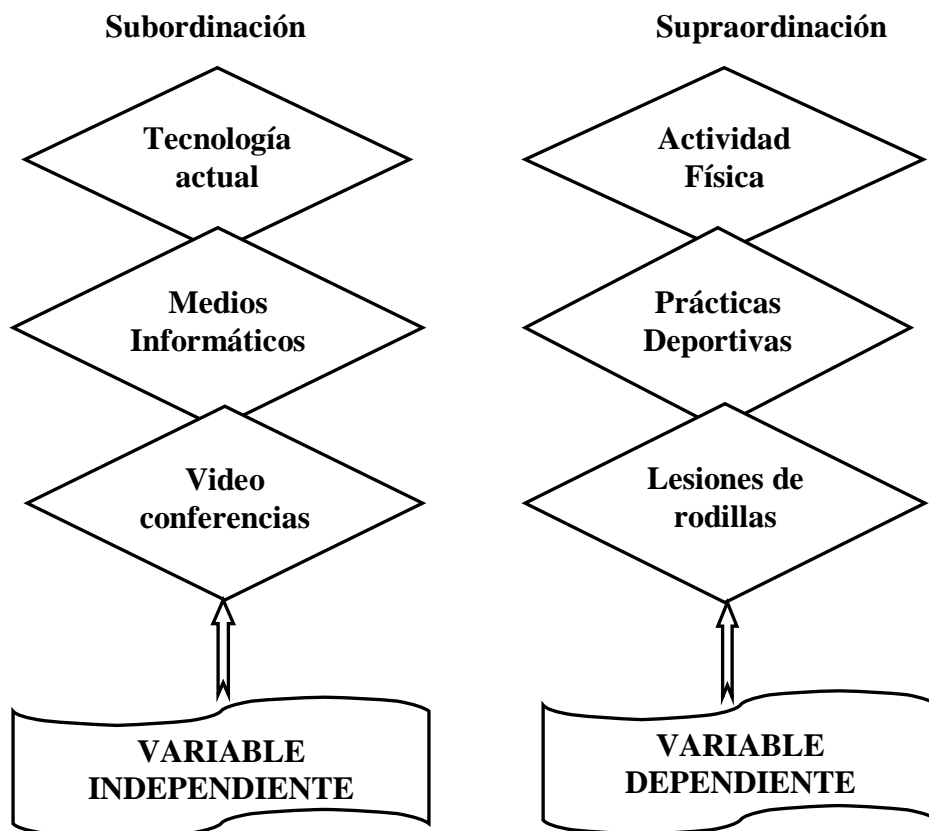 Subordinación
Supraordinación
Tecnología
actual
Actividad
Física
Medios
Informáticos
Prácticas
Deportivas
Video
conferencias
Lesiones de
rodillas
VARIABLE
INDEPENDIENTE
VARIABLE
DEPENDIENTE